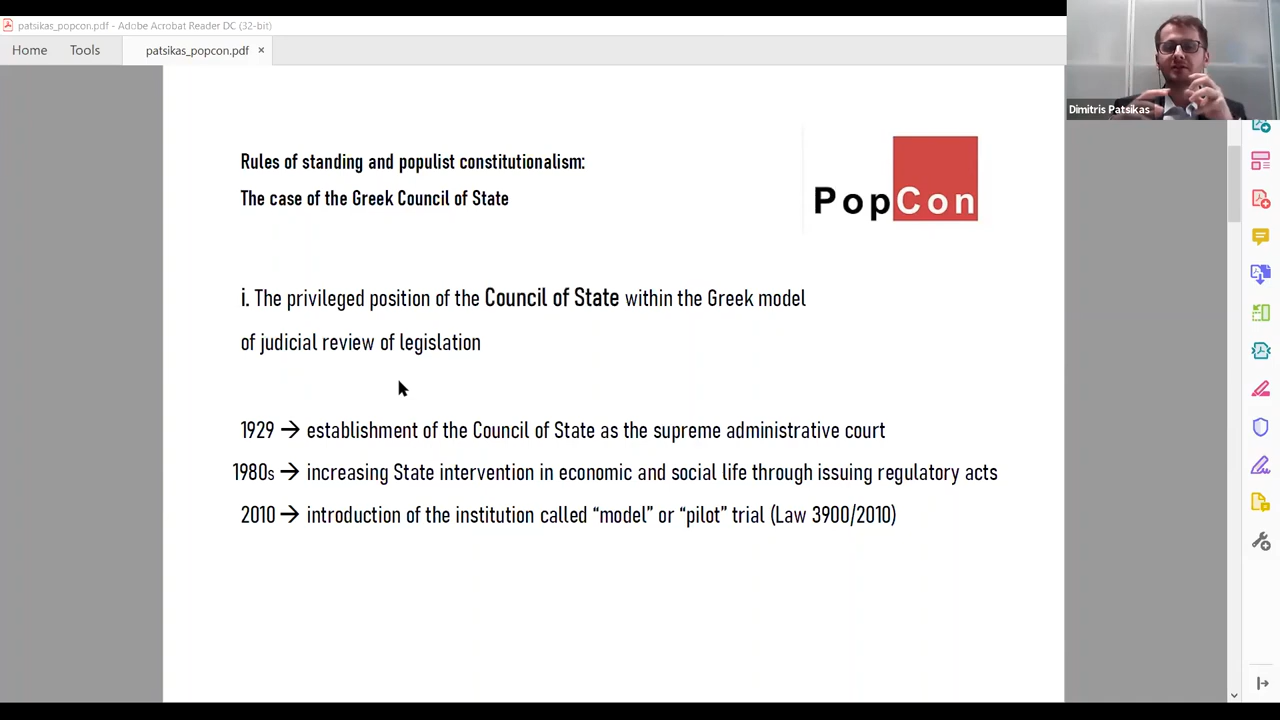 patsikas_popcon.pdf - Adobe Acrobat Reader DC (32-bit)
Home Tools patsikas_popcon.pdf ×
Dimitris Patsikas
Rules of standing and populist constitutionalism:
The case of the Greek Council of State
PopCon
i. The privileged position of the Council of State within the Greek model
of judicial review of legislation
1929 → establishment of the Council of State as the supreme administrative court
1980s → increasing State intervention in economic and social life through issuing regulatory acts
2010 → introduction of the institution called “model” or “pilot” trial (Law 3900/2010)